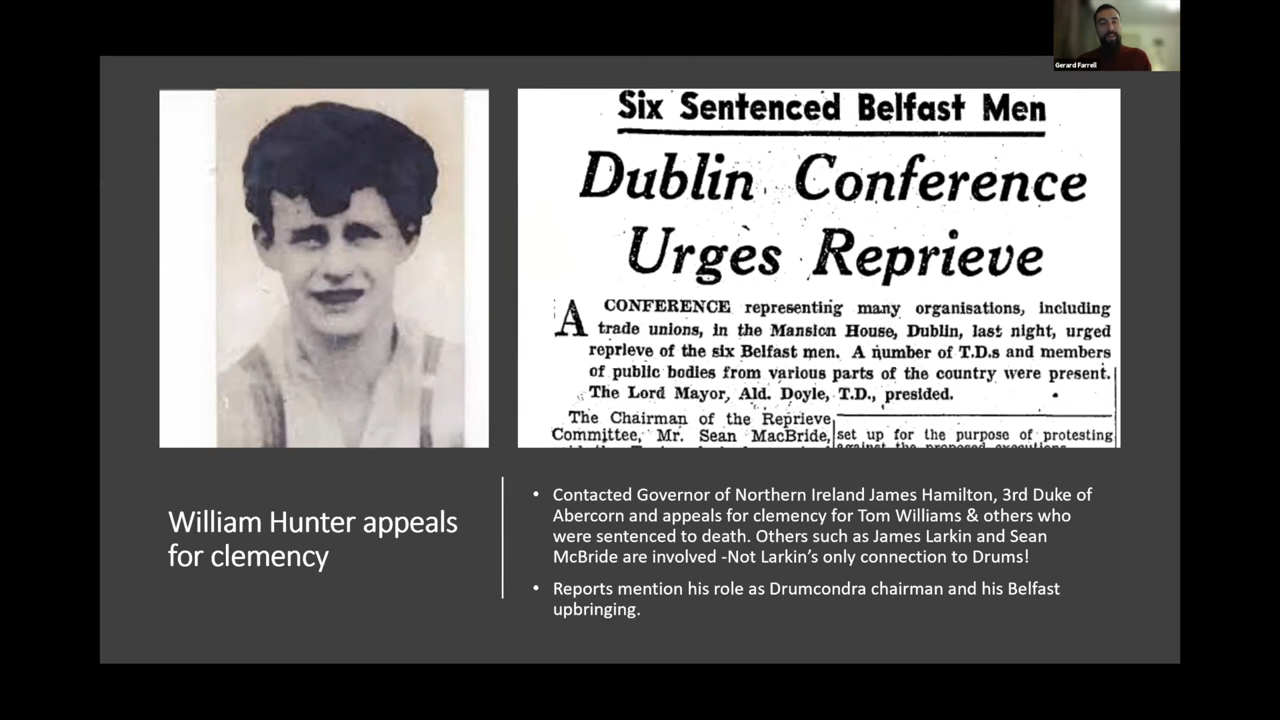 Gerard Farrell
Six Sentenced Belfast Men
Dublin Conference
Urges Reprieve
A CONFERENCE representing many organisations, including
trade unions, in the Mansion House, Dublin, last night, urged
reprieve of the six Belfast men. A number of T.D.s and members
of public bodies from various parts of the country were present.
The Lord Mayor, Ald. Doyle, T.D., presided.
The Chairman of the Reprieve
Committee, Mr. Sean MacBride,
set up for the purpose of protesting
against the proposed executions
William Hunter appeals
for clemency
• Contacted Governor of Northern Ireland James Hamilton, 3rd Duke of
Abercorn and appeals for clemency for Tom Williams & others who
were sentenced to death. Others such as James Larkin and Sean
McBride are involved -Not Larkin's only connection to Drums!
• Reports mention his role as Drumcondra chairman and his Belfast
upbringing.